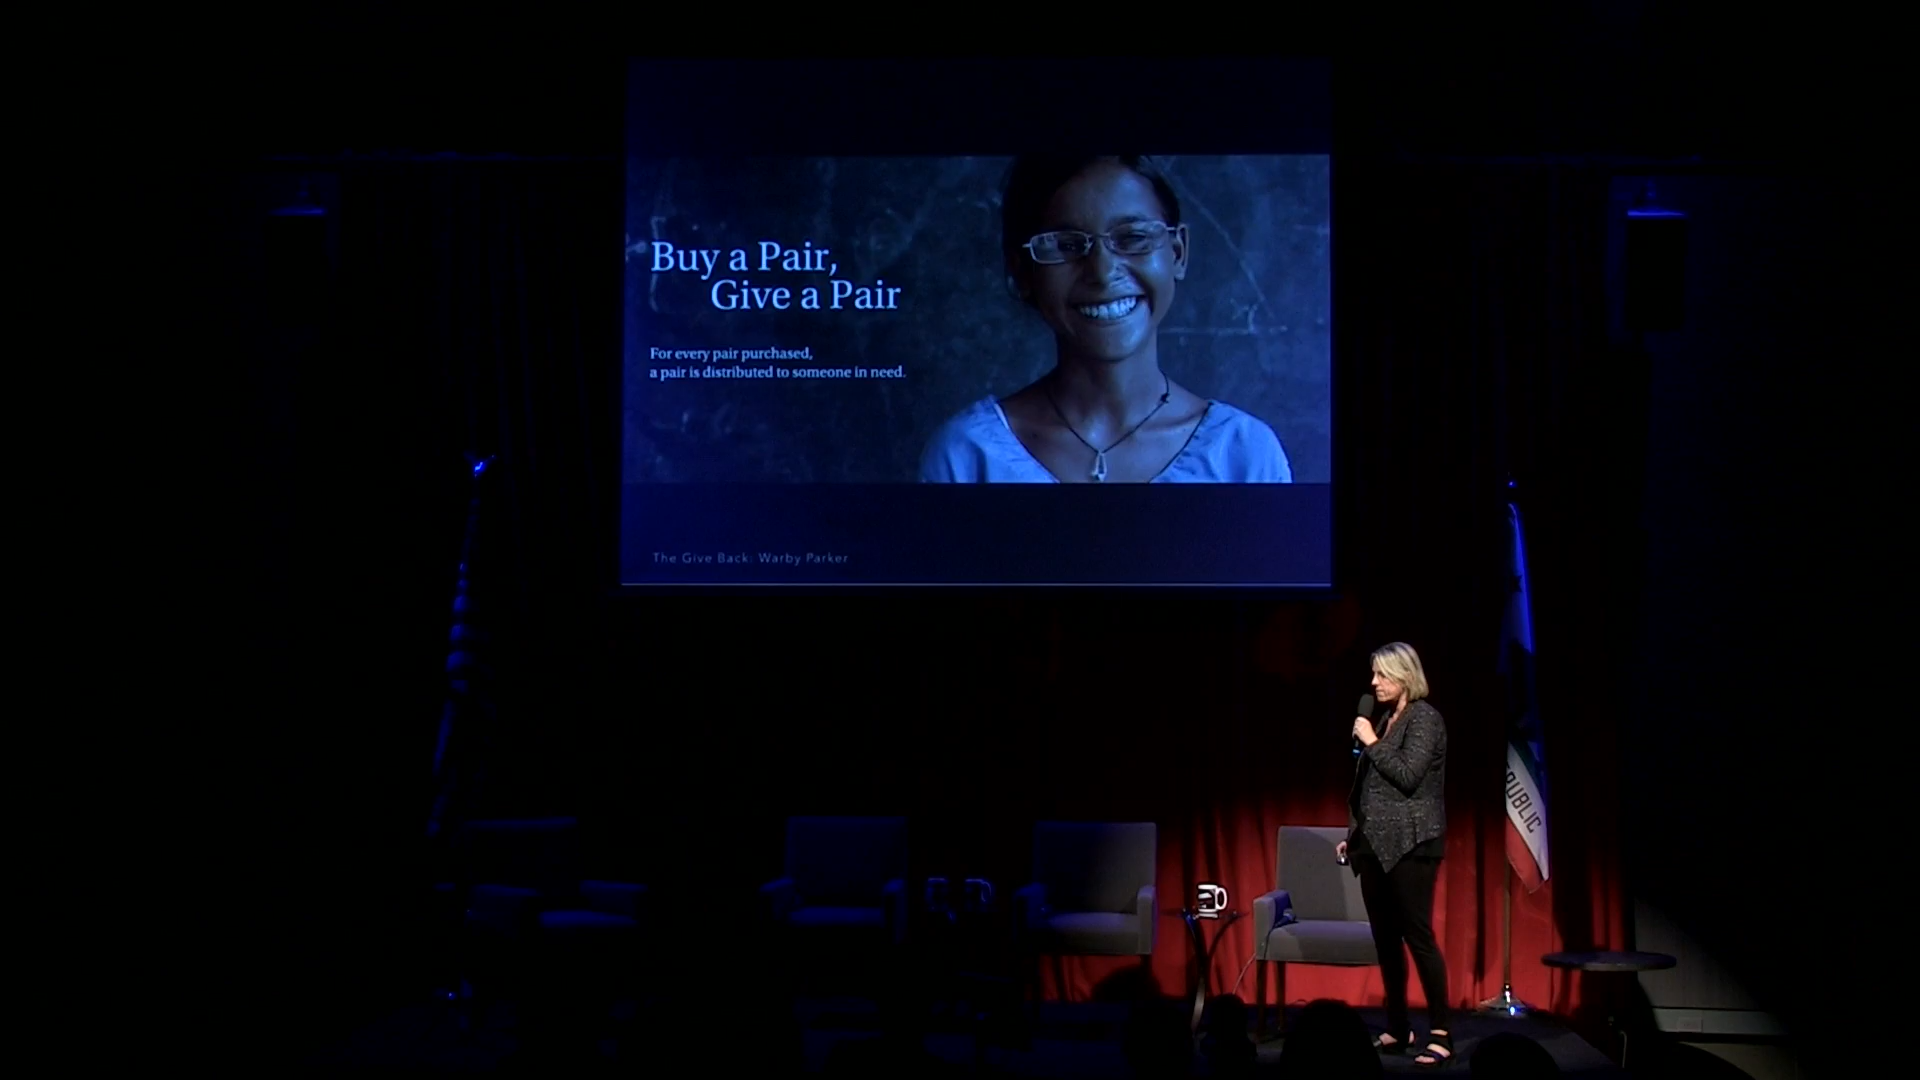 Buy a Pair,
Give a Pair
For every pair purchased,
a pair is distributed to someone in need.
The Give Back: Warby Parker
PUBLIC